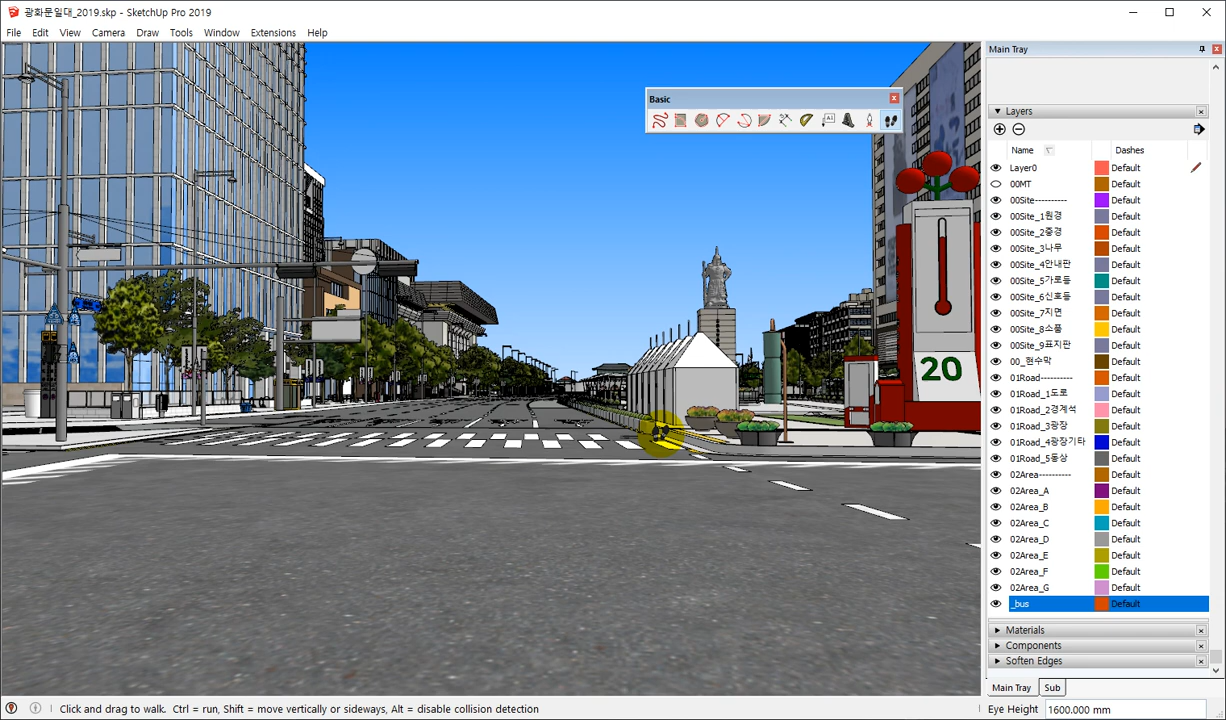 광화문일대_2019.skp - SketchUp Pro 2019
File Edit View Camera Draw Tools Window Extensions Help
Main Tray
Basic
Layers
Name Dashes
Layer0 Default
00MT Default
00Site---------- Default
00Site_1원경 Default
00Site_2중경 Default
00Site_3나무 Default
00Site_4안내판 Default
00Site_5가로등 Default
00Site_6신호등 Default
00Site_7지면 Default
00Site_8소품 Default
00Site_9표지판 Default
00_현수막 Default
01Road---------- Default
01Road_1도로 Default
01Road_2경계석 Default
01Road_3광장 Default
01Road_4광장기타 Default
01Road_5동상 Default
02Area---------- Default
02Area_A Default
02Area_B Default
02Area_C Default
02Area_D Default
02Area_E Default
02Area_F Default
02Area_G Default
_bus Default
20
Materials
Components
Soften Edges
Main Tray Sub
Click and drag to walk. Ctrl = run, Shift = move vertically or sideways, Alt = disable collision detection
Eye Height 1600.000 mm